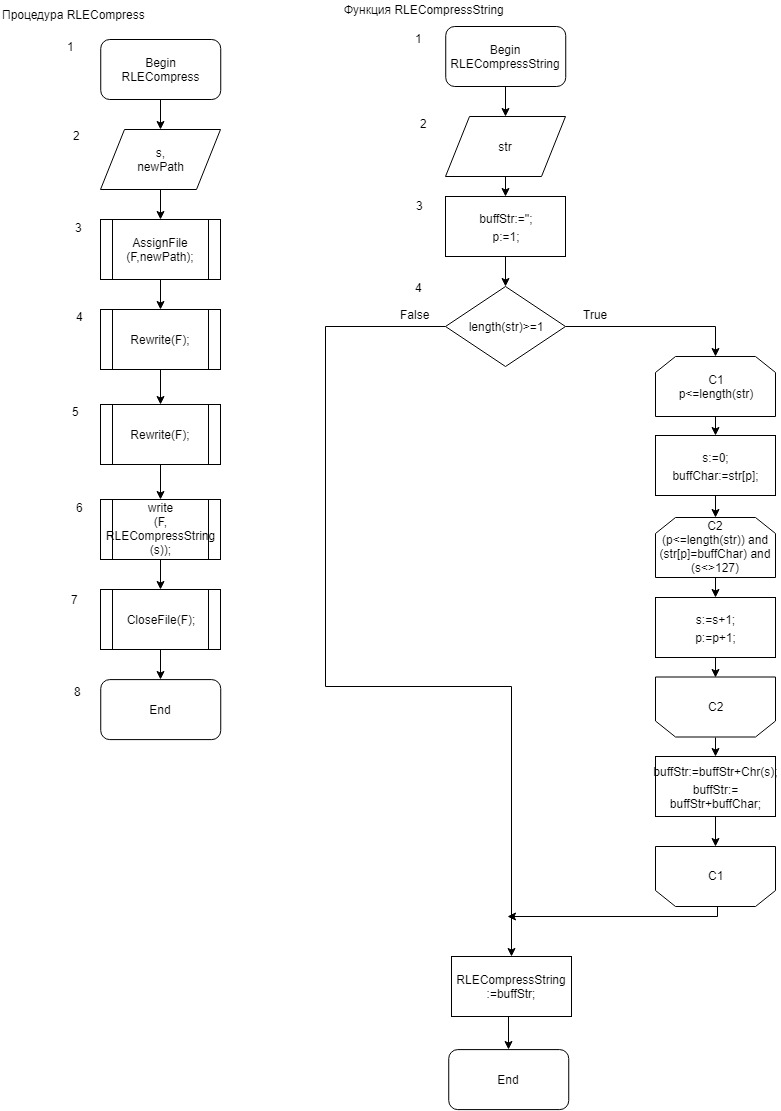 Процедура RLECompress
1
Begin
RLECompress
2
s,
newPath
3
AssignFile
(F,newPath);
4
Rewrite(F);
5
Rewrite(F);
6
write
(F,
RLECompressString
(s));
7
CloseFile(F);
8
End
Функция RLECompressString
1
Begin
RLECompressString
2
str
3
buffStr:='';
p:=1;
4
False
length(str)>=1
True
C1
p<=length(str)
s:=0;
buffChar:=str[p];
C2
(p<=length(str)) and
(str[p]=buffChar) and
(s<>127)
s:=s+1;
p:=p+1;
C2
buffStr:=buffStr+Chr(s);
buffStr:=
buffStr+buffChar;
C1
RLECompressString
:=buffStr;
End